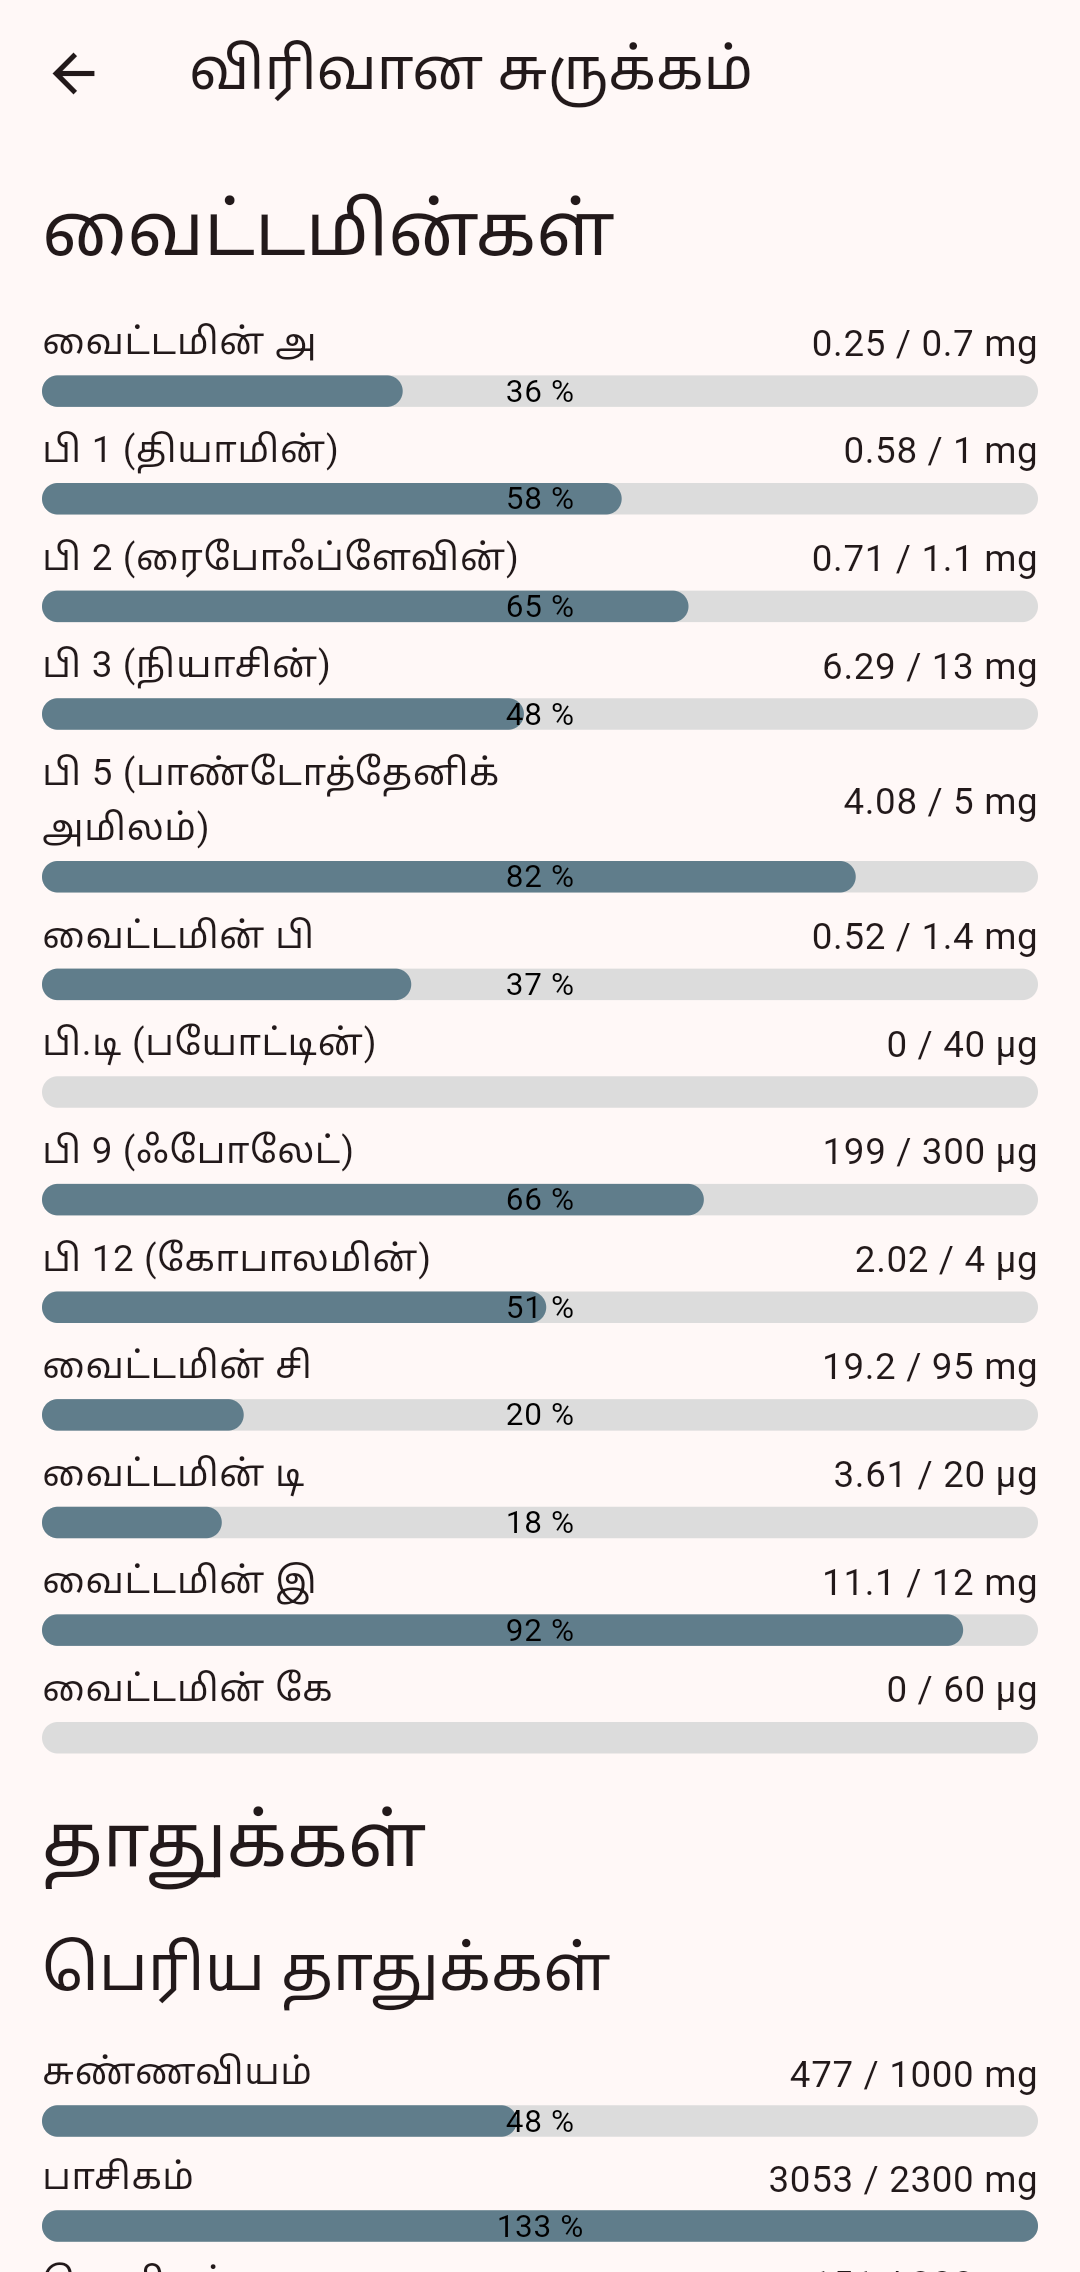 விரிவான சுருக்கம்
வைட்டமின்கள்
வைட்டமின் அ 0.25 / 0.7 mg
36 %
பி 1 (தியாமின்) 0.58 / 1 mg
58 %
பி 2 (ரைபோஃப்ளேவின்) 0.71 / 1.1 mg
65 %
பி 3 (நியாசின்) 6.29 / 13 mg
48 %
பி 5 (பாண்டோத்தேனிக்
அமிலம்) 4.08 / 5 mg
82 %
வைட்டமின் பி 0.52 / 1.4 mg
37 %
பி.டி (பயோட்டின்) 0 / 40 µg
பி 9 (ஃபோலேட்) 199 / 300 µg
66 %
பி 12 (கோபாலமின்) 2.02 / 4 µg
51 %
வைட்டமின் சி 19.2 / 95 mg
20 %
வைட்டமின் டி 3.61 / 20 µg
18 %
வைட்டமின் இ 11.1 / 12 mg
92 %
வைட்டமின் கே 0 / 60 µg
தாதுக்கள்
பெரிய தாதுக்கள்
சுண்ணவியம் 477 / 1000 mg
48 %
பாசிகம் 3053 / 2300 mg
133 %